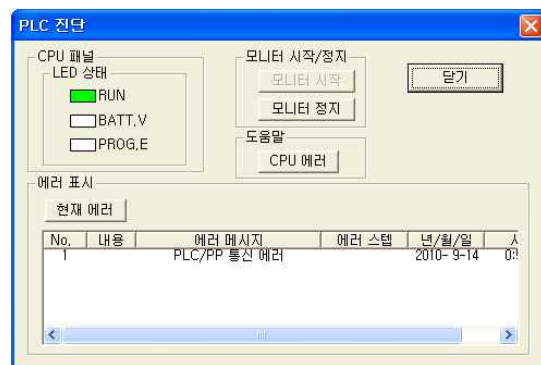 PLC 진단
CPU 패널
LED 상태
RUN
BATT.V
PROG.E
모니터 시작/정지
모니터 시작
모니터 정지
닫기
도움말
CPU 에러
에러 표시
현재 에러
No. 내용 에러 메시지 에러 스텝 년/월/일
1 PLC/PP 통신 에러 2010- 9-14